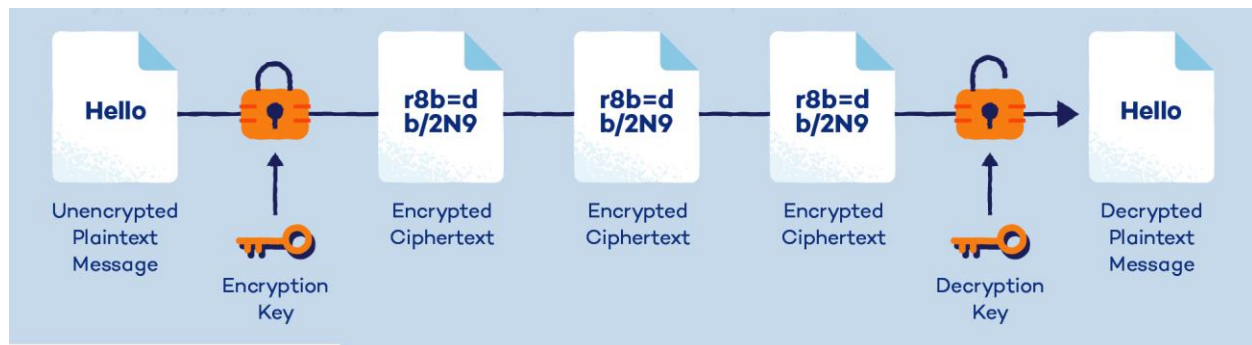 Hello
r8b=d
b/2N9
r8b=d
b/2N9
r8b=d
b/2N9
Hello
Unencrypted
Plaintext
Message
Encryption
Key
Encrypted
Ciphertext
Encrypted
Ciphertext
Encrypted
Ciphertext
Decryption
Key
Decrypted
Plaintext
Message